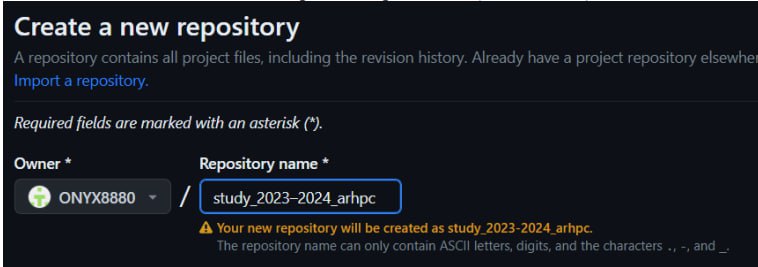 Create a new repository
A repository contains all project files, including the revision history. Already have a project repository elsewher
Import a repository.
Required fields are marked with an asterisk (*).
Owner * Repository name *
ONYX8880 / study_2023–2024_arhpc
Your new repository will be created as study_2023-2024_arhpc.
The repository name can only contain ASCII letters, digits, and the characters ., -, and _.